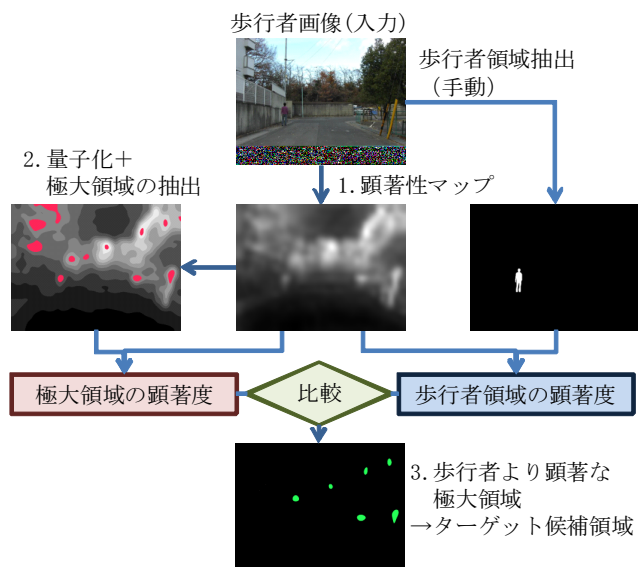 歩行者画像(入力)
歩行者領域抽出
(手動)
2.量子化+
極大領域の抽出
1.顕著性マップ
極大領域の顕著度
比較
歩行者領域の顕著度
3.歩行者より顕著な
極大領域
→ターゲット候補領域